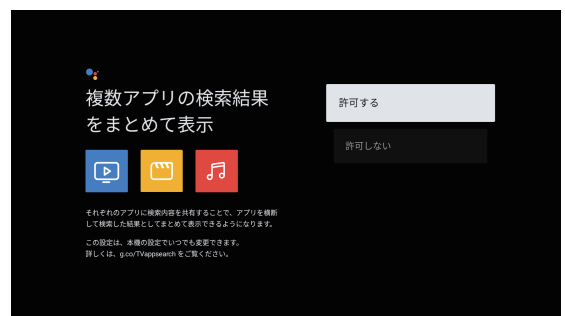 複数アプリの検索結果
をまとめて表示
それぞれのアプリに検索内容を共有することで、アプリを横断
して検索した結果としてまとめて表示できるようになります。
この設定は、本機の設定でいつでも変更できます。
詳しくは、g.co/TVappsearch をご覧ください。
許可する
許可しない